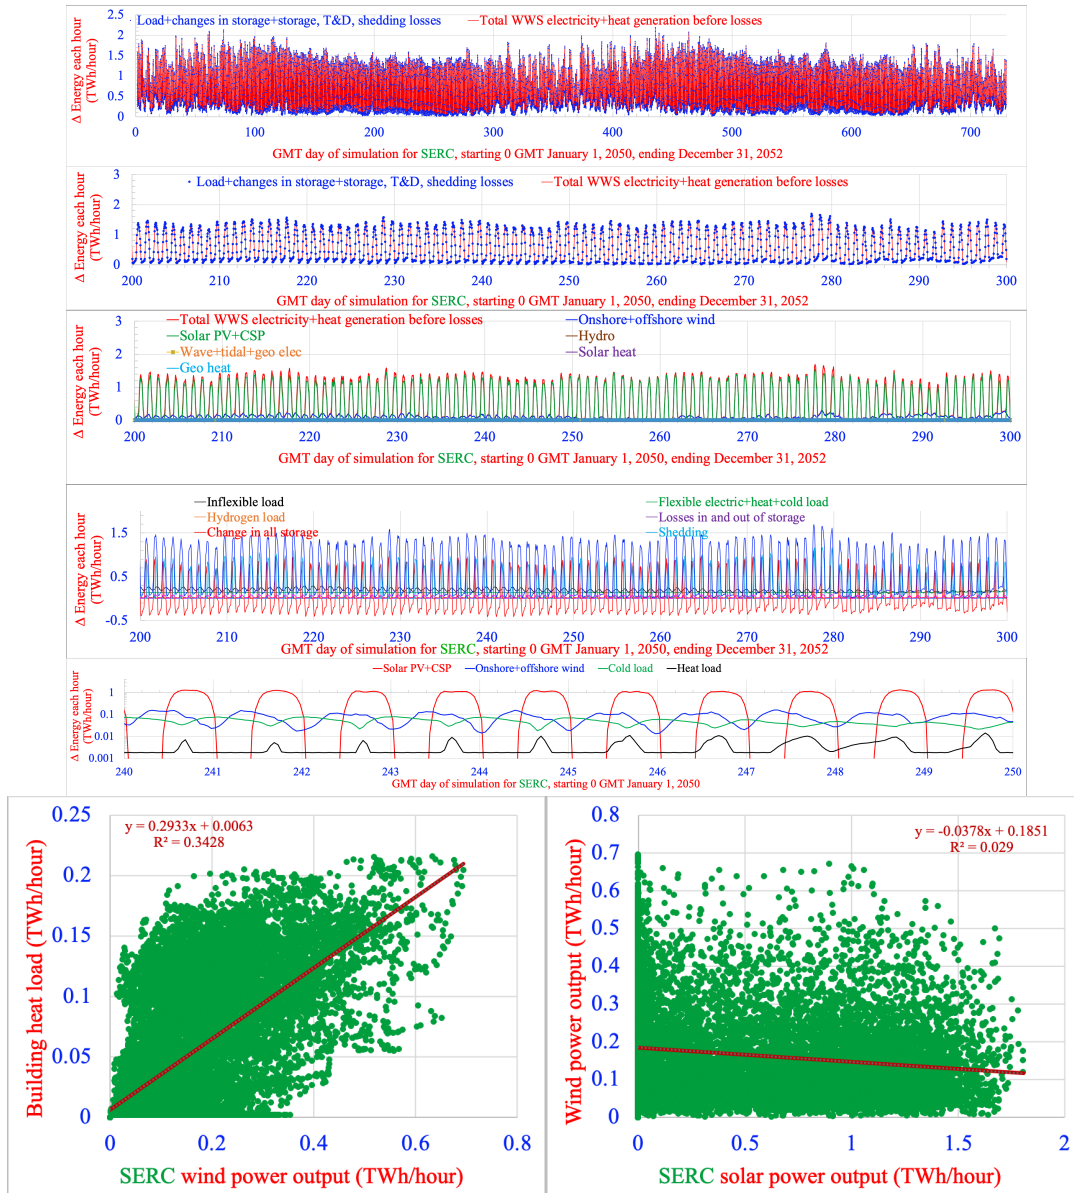 Δ Energy each hour
(TWh/hour)
2.5
2
1.5
1
0.5
0
Load+changes in storage+storage, T&D, shedding losses
Total WWS electricity+heat generation before losses
0 100 200 300 400 500 600 700
GMT day of simulation for SERC, starting 0 GMT January 1, 2050, ending December 31, 2052
Δ Energy each hour
(TWh/hour)
3
2
1
0
Load+changes in storage+storage, T&D, shedding losses
Total WWS electricity+heat generation before losses
200 210 220 230 240 250 260 270 280 290 300
GMT day of simulation for SERC, starting 0 GMT January 1, 2050, ending December 31, 2052
Δ Energy each hour
(TWh/hour)
3
2
1
0
Total WWS electricity+heat generation before losses
Onshore+offshore wind
Solar PV+CSP
Hydro
Wave+tidal+geo elec
Solar heat
Geo heat
200 210 220 230 240 250 260 270 280 290 300
GMT day of simulation for SERC, starting 0 GMT January 1, 2050, ending December 31, 2052
Δ Energy each hour
(TWh/hour)
1.5
0.5
-0.5
Inflexible load
Flexible electric+heat+cold load
Hydrogen load
Losses in and out of storage
Change in all storage
Shedding
200 210 220 230 240 250 260 270 280 290 300
GMT day of simulation for SERC, starting 0 GMT January 1, 2050, ending December 31, 2052
Solar PV+CSP Onshore+offshore wind Cold load Heat load
Δ Energy each hour
(TWh/hour)
1
0.1
0.01
0.001
240 241 242 243 244 245 246 247 248 249 250
GMT day of simulation for SERC, starting 0 GMT January 1, 2050
Building heat load (TWh/hour)
0.25
0.2
0.15
0.1
0.05
0
y = 0.2933x + 0.0063
R² = 0.3428
0 0.2 0.4 0.6 0.8
SERC wind power output (TWh/hour)
Wind power output (TWh/hour)
0.8
0.7
0.6
0.5
0.4
0.3
0.2
0.1
0
y = -0.0378x + 0.1851
R² = 0.029
0 0.5 1 1.5 2
SERC solar power output (TWh/hour)